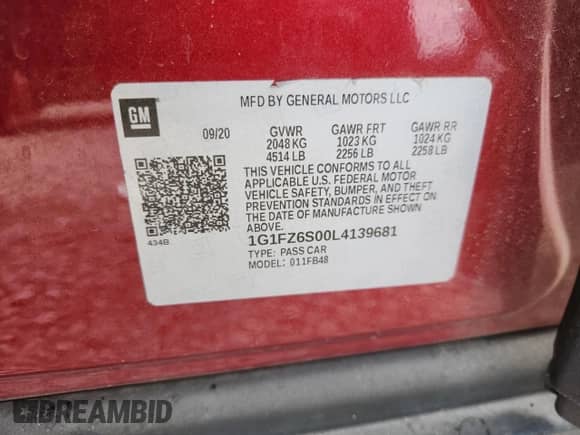 GM
MFD BY GENERAL MOTORS LLC
09/20 GVWR GAWR FRT GAWR RR
2048 KG 1023 KG 1024 KG
4514 LB 2256 LB 2258 LB
THIS VEHICLE CONFORMS TO ALL
APPLICABLE U.S. FEDERAL MOTOR
VEHICLE SAFETY, BUMPER, AND THEFT
PREVENTION STANDARDS IN EFFECT ON
THE DATE OF MANUFACTURE SHOWN
ABOVE.
434B
1G1FZ6S00L4139681
TYPE: PASS CAR
MODEL: 011FB48
DREAMBID